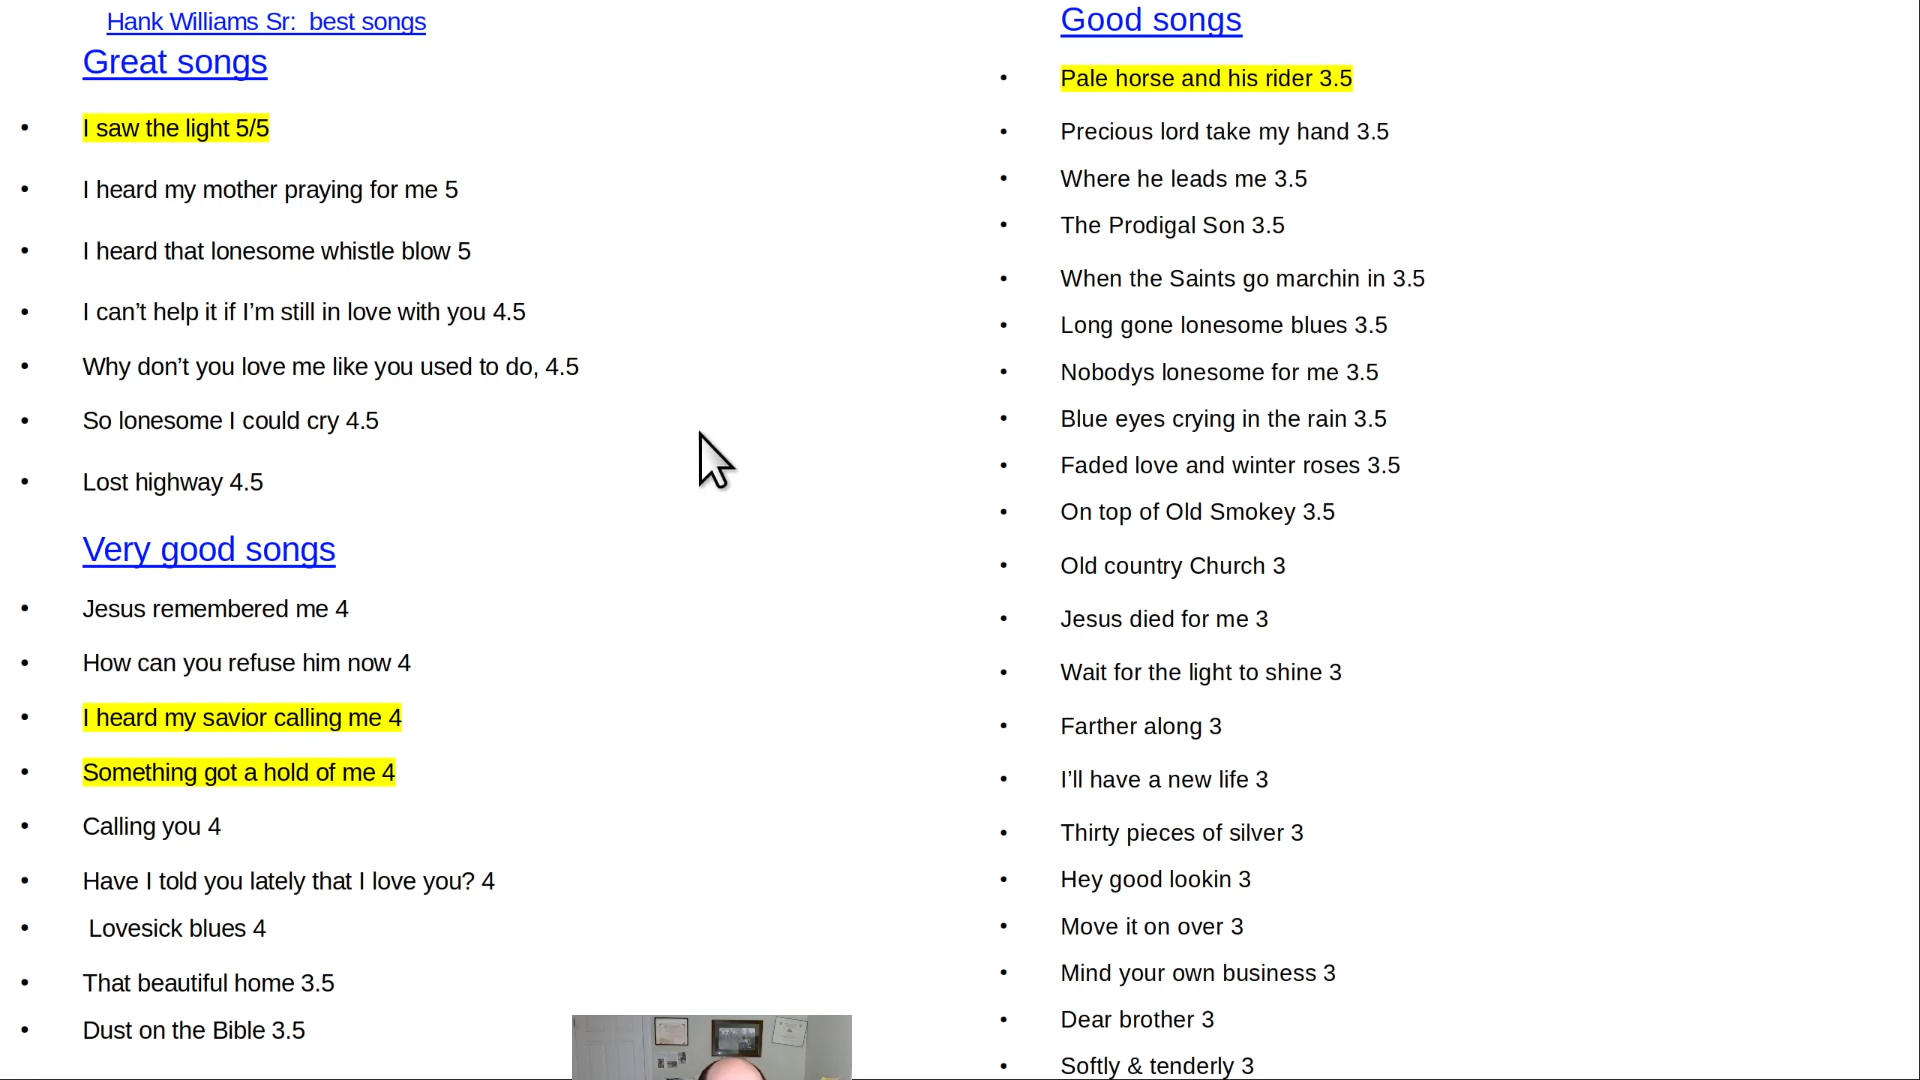 Hank Williams Sr:  best songs
Great songs
• I saw the light 5/5
• I heard my mother praying for me 5
• I heard that lonesome whistle blow 5
• I can’t help it if I’m still in love with you 4.5
• Why don’t you love me like you used to do, 4.5
• So lonesome I could cry 4.5
• Lost highway 4.5
Very good songs
• Jesus remembered me 4
• How can you refuse him now 4
• I heard my savior calling me 4
• Something got a hold of me 4
• Calling you 4
• Have I told you lately that I love you? 4
• Lovesick blues 4
• That beautiful home 3.5
• Dust on the Bible 3.5
Good songs
• Pale horse and his rider 3.5
• Precious lord take my hand 3.5
• Where he leads me 3.5
• The Prodigal Son 3.5
• When the Saints go marchin in 3.5
• Long gone lonesome blues 3.5
• Nobodys lonesome for me 3.5
• Blue eyes crying in the rain 3.5
• Faded love and winter roses 3.5
• On top of Old Smokey 3.5
• Old country Church 3
• Jesus died for me 3
• Wait for the light to shine 3
• Farther along 3
• I’ll have a new life 3
• Thirty pieces of silver 3
• Hey good lookin 3
• Move it on over 3
• Mind your own business 3
• Dear brother 3
• Softly & tenderly 3